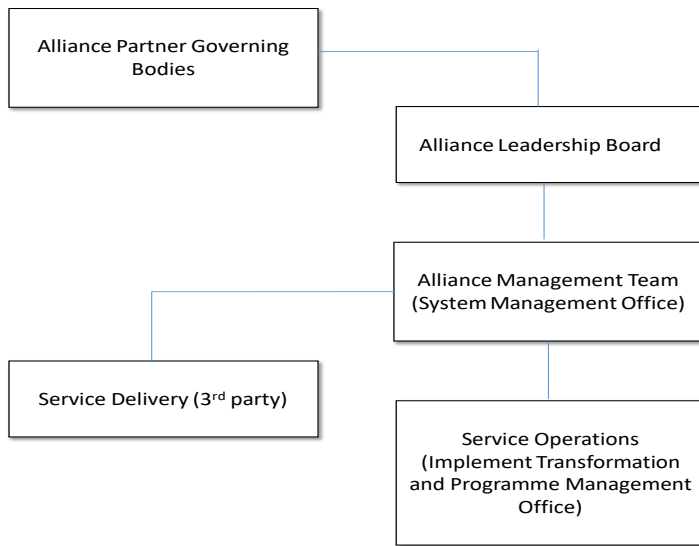 Alliance Partner Governing
Bodies
Alliance Leadership Board
Alliance Management Team
(System Management Office)
Service Delivery (3rd party)
Service Operations
(Implement Transformation
and Programme Management
Office)